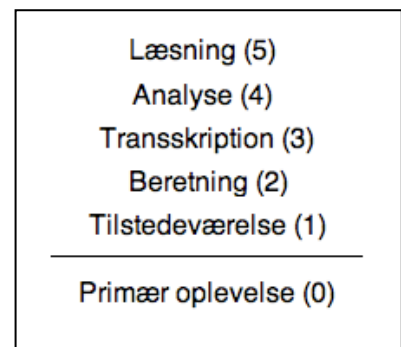 Læsning (5)
Analyse (4)
Transskription (3)
Beretning (2)
Tilstedeværelse (1)
Primær oplevelse (0)